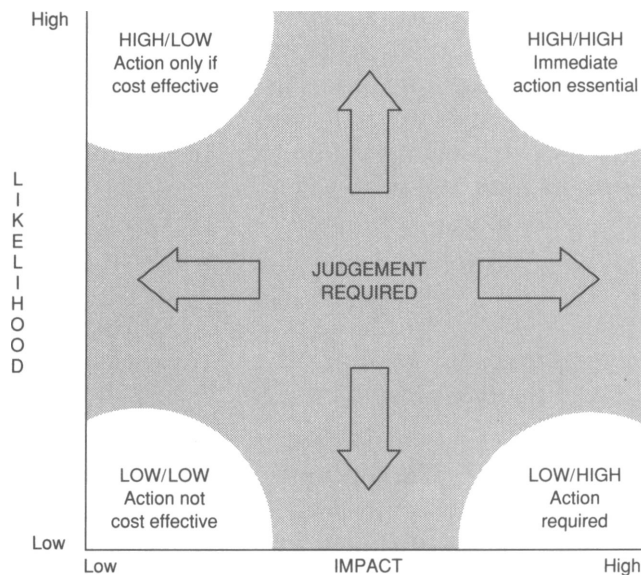 High
HIGH/LOW
Action only if
cost effective
HIGH/HIGH
Immediate
action essential
L
I
K
E
L
I
H
O
O
D
JUDGEMENT
REQUIRED
LOW/LOW
Action not
cost effective
LOW/HIGH
Action
required
Low
Low
IMPACT
High